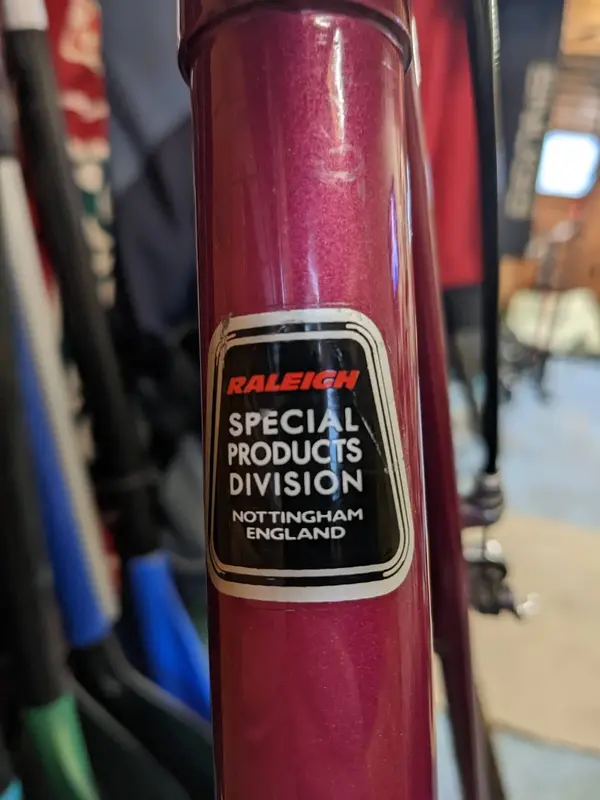 RALEIGH
SPECIAL
PRODUCTS
DIVISION
NOTTINGHAM
ENGLAND